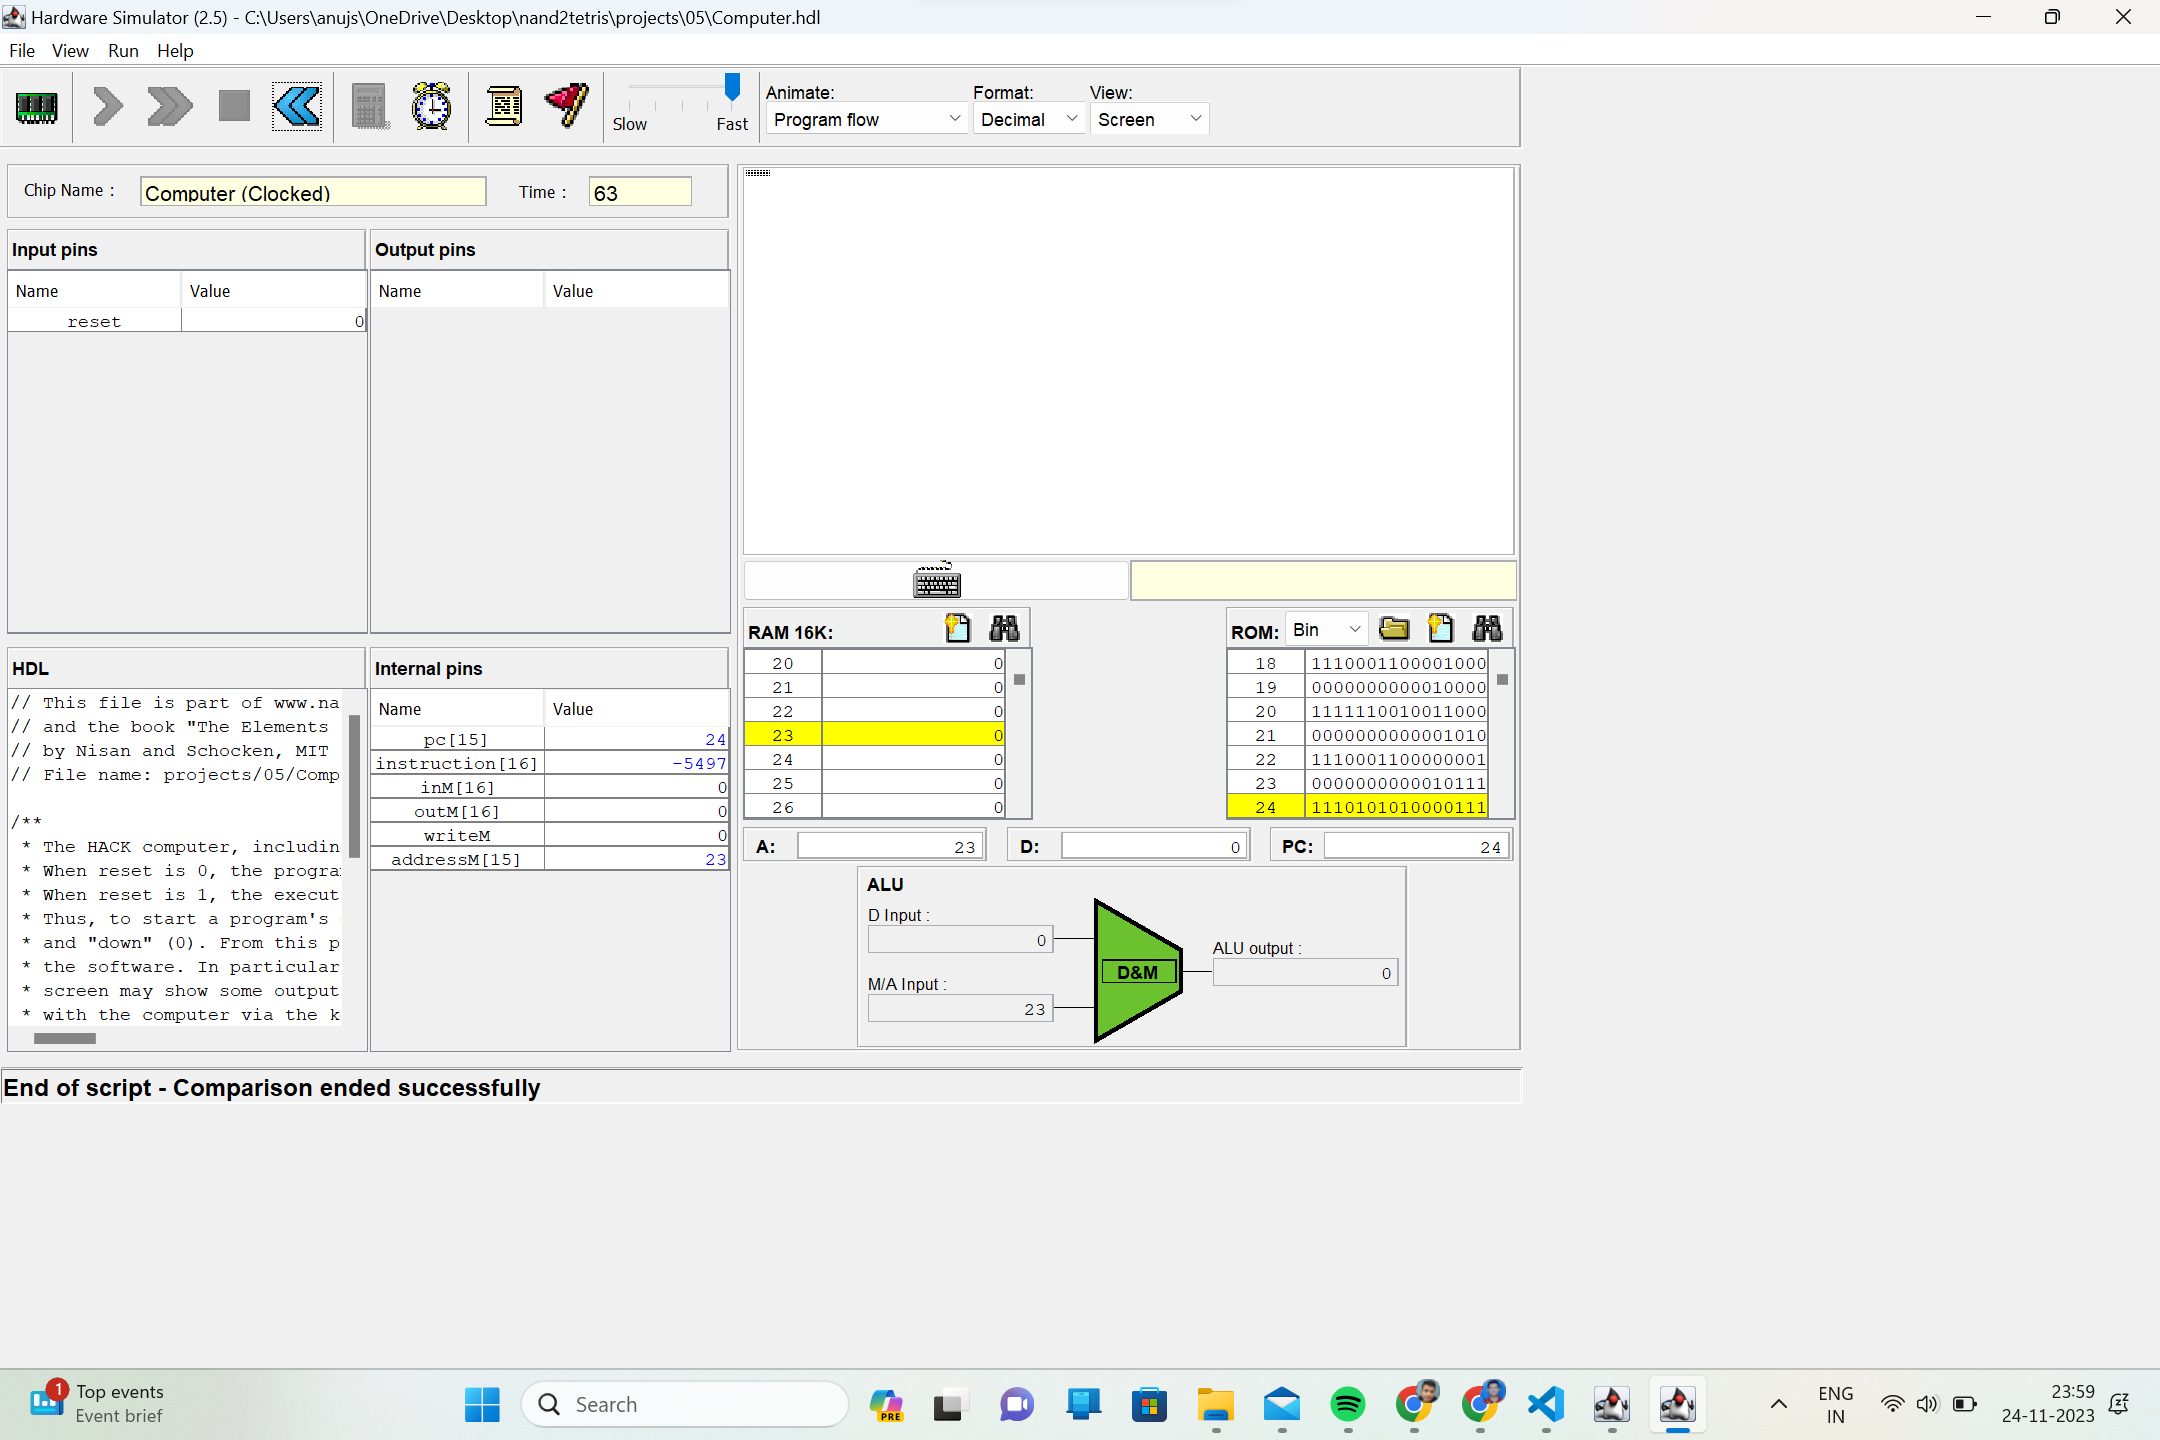 Hardware Simulator (2.5) - C:\Users\anujs\OneDrive\Desktop\nand2tetris\projects\05\Computer.hdl
File View Run Help
Slow Fast
Animate: Format: View:
Program flow Decimal Screen
Chip Name : Computer (Clocked) Time : 63
Input pins
Name Value
reset 0
Output pins
Name Value
HDL
// This file is part of www.na
// and the book "The Elements
// by Nisan and Schocken, MIT
// File name: projects/05/Comp
/**
* The HACK computer, includin
* When reset is 0, the progra
* When reset is 1, the execut
* Thus, to start a program's
* and "down" (0). From this p
* the software. In particular
* screen may show some output
* with the computer via the k
Internal pins
Name Value
pc[15] 24
instruction[16] -5497
inM[16] 0
outM[16] 0
writeM 0
addressM[15] 23
RAM 16K:
20 0
21 0
22 0
23 0
24 0
25 0
26 0
ROM: Bin
18 1110001100001000
19 0000000000010000
20 1111110010011000
21 0000000000001010
22 1110001100000001
23 0000000000010111
24 1110101010000111
A: 23 D: 0 PC: 24
ALU
D Input :
0
M/A Input :
23
D&M
ALU output :
0
End of script - Comparison ended successfully
1
Top events
Event brief
Search
PRE
ENG
IN
23:59
24-11-2023